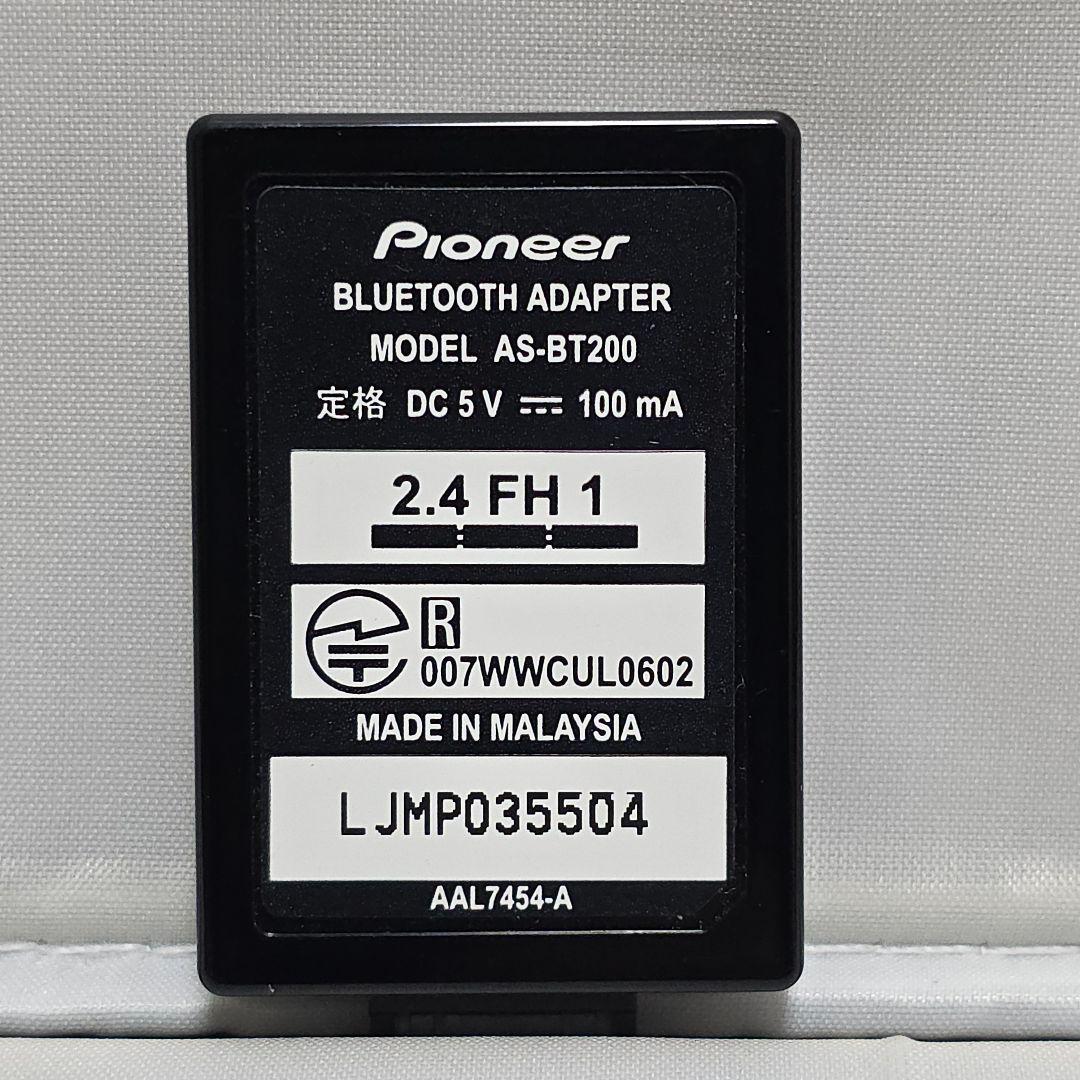 Pioneer
BLUETOOTH ADAPTER
MODEL AS-BT200
定格 DC 5 V ⎓ 100 mA
2.4 FH 1
R
007WWCUL0602
MADE IN MALAYSIA
LJMP035504
AAL7454-A